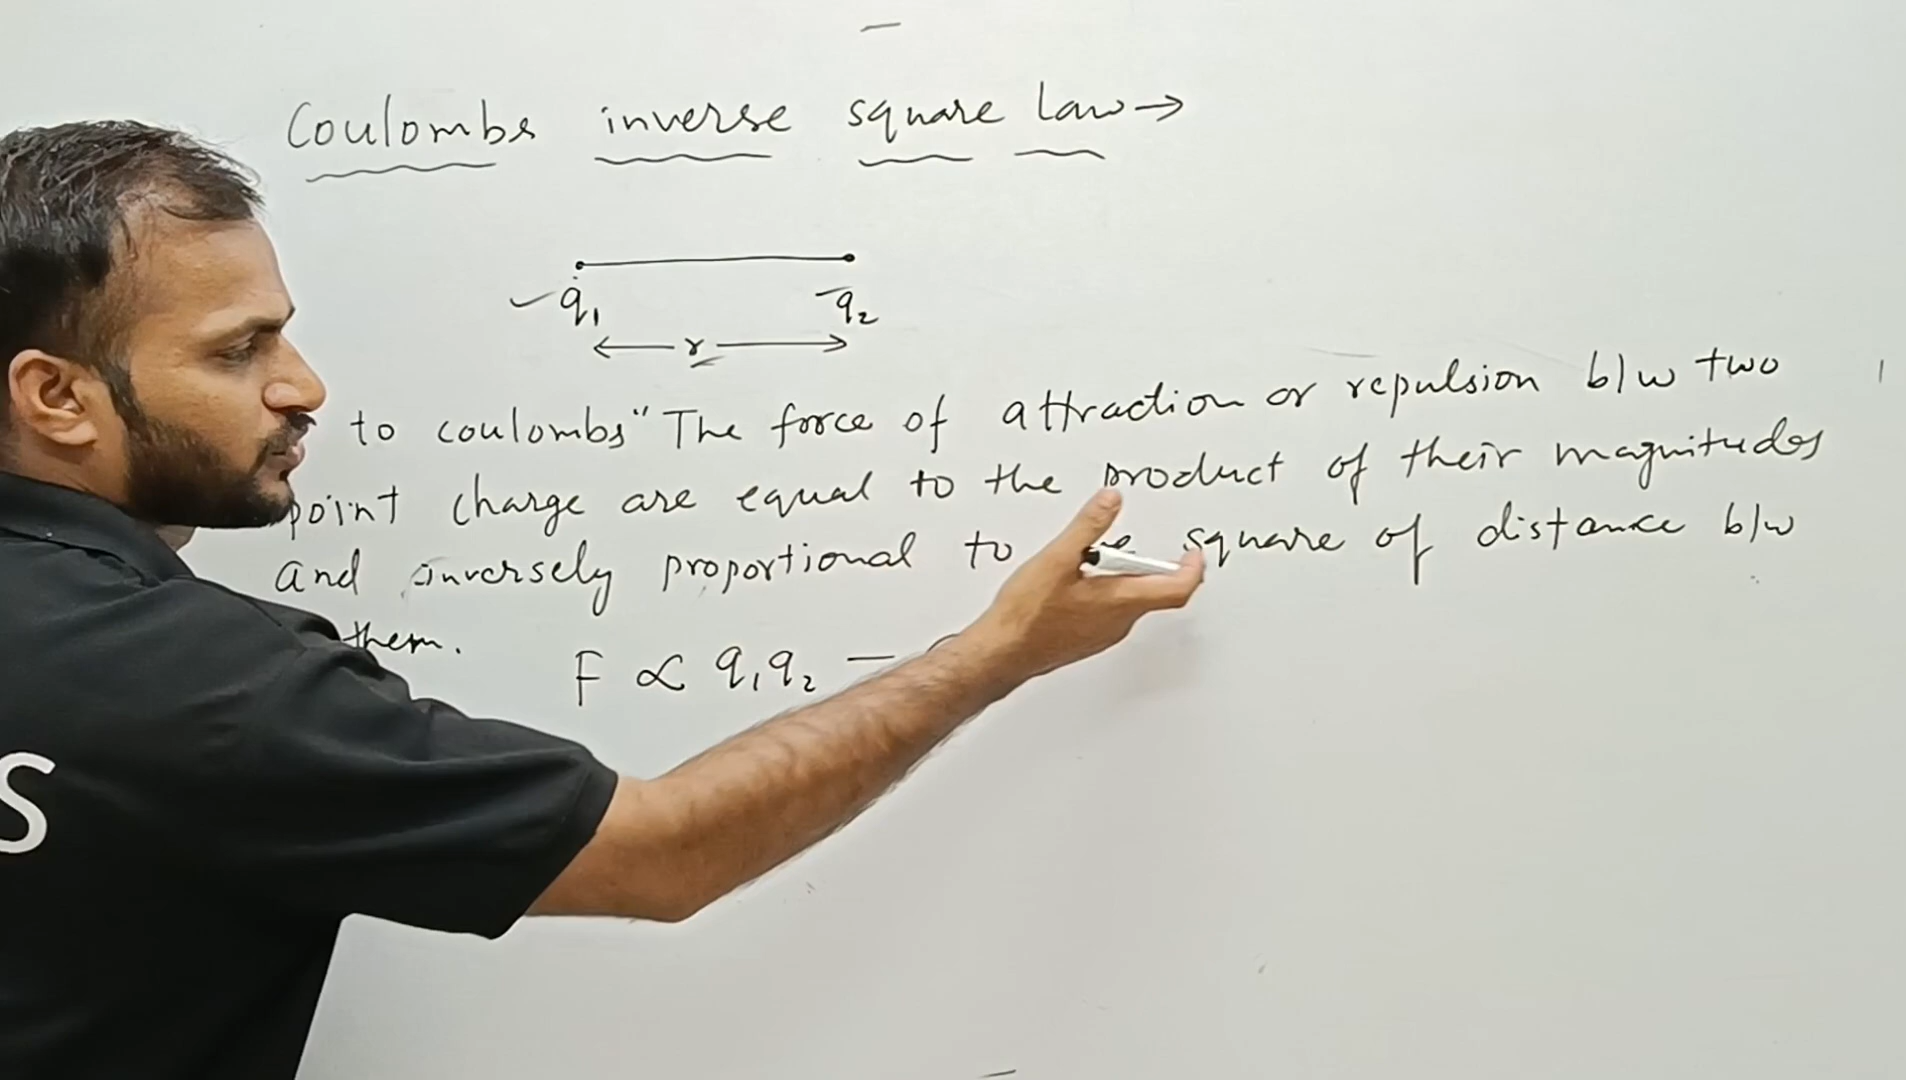 Coulombs inverse square Law→
q₁ q₂
r
to coulombs "The force of attraction or repulsion b/w two
point charge are equal to the product of their magnitudes
and inversely proportional to square of distance b/w
them.
F ∝ q₁q₂ —
S